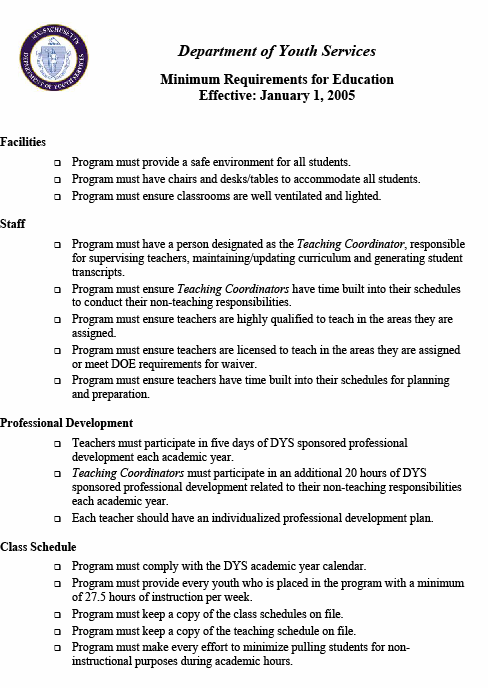 MASSACHUSETTS
DEPARTMENT OF YOUTH SERVICES
Department of Youth Services
Minimum Requirements for Education
Effective: January 1, 2005
Facilities
Program must provide a safe environment for all students.
Program must have chairs and desks/tables to accommodate all students.
Program must ensure classrooms are well ventilated and lighted.
Staff
Program must have a person designated as the Teaching Coordinator, responsible
for supervising teachers, maintaining/updating curriculum and generating student
transcripts.
Program must ensure Teaching Coordinators have time built into their schedules
to conduct their non-teaching responsibilities.
Program must ensure teachers are highly qualified to teach in the areas they are
assigned.
Program must ensure teachers are licensed to teach in the areas they are assigned
or meet DOE requirements for waiver.
Program must ensure teachers have time built into their schedules for planning
and preparation.
Professional Development
Teachers must participate in five days of DYS sponsored professional
development each academic year.
Teaching Coordinators must participate in an additional 20 hours of DYS
sponsored professional development related to their non-teaching responsibilities
each academic year.
Each teacher should have an individualized professional development plan.
Class Schedule
Program must comply with the DYS academic year calendar.
Program must provide every youth who is placed in the program with a minimum
of 27.5 hours of instruction per week.
Program must keep a copy of the class schedules on file.
Program must keep a copy of the teaching schedule on file.
Program must make every effort to minimize pulling students for non-
instructional purposes during academic hours.